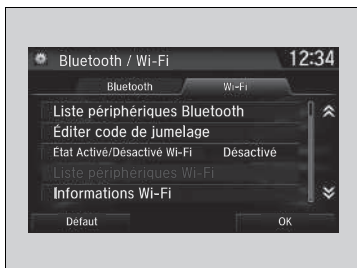 Bluetooth / Wi-Fi 12:34
Bluetooth Wi-Fi
Liste périphériques Bluetooth
Éditer code de jumelage
État Activé/Désactivé Wi-Fi Désactivé
Liste périphériques Wi-Fi
Informations Wi-Fi
Défaut OK